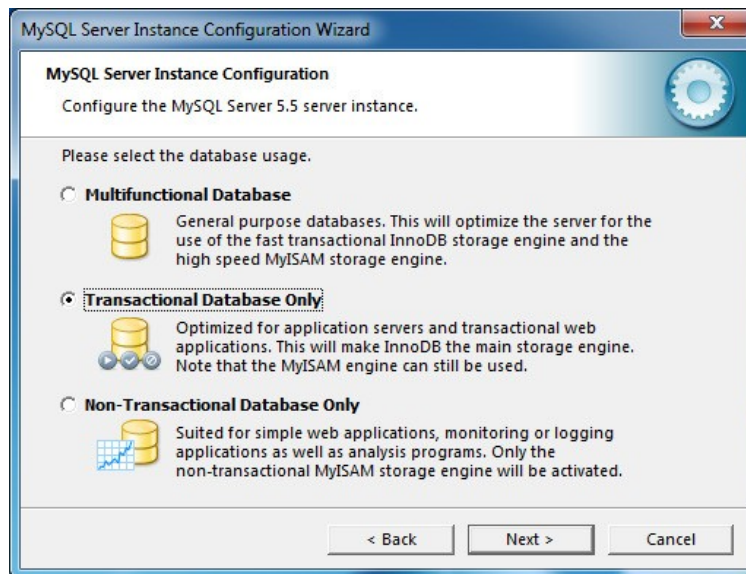 MySQL Server Instance Configuration Wizard
MySQL Server Instance Configuration
Configure the MySQL Server 5.5 server instance.
Please select the database usage.
Multifunctional Database
General purpose databases. This will optimize the server for the
use of the fast transactional InnoDB storage engine and the
high speed MyISAM storage engine.
Transactional Database Only
Optimized for application servers and transactional web
applications. This will make InnoDB the main storage engine.
Note that the MyISAM engine can still be used.
Non-Transactional Database Only
Suited for simple web applications, monitoring or logging
applications as well as analysis programs. Only the
non-transactional MyISAM storage engine will be activated.
< Back
Next >
Cancel